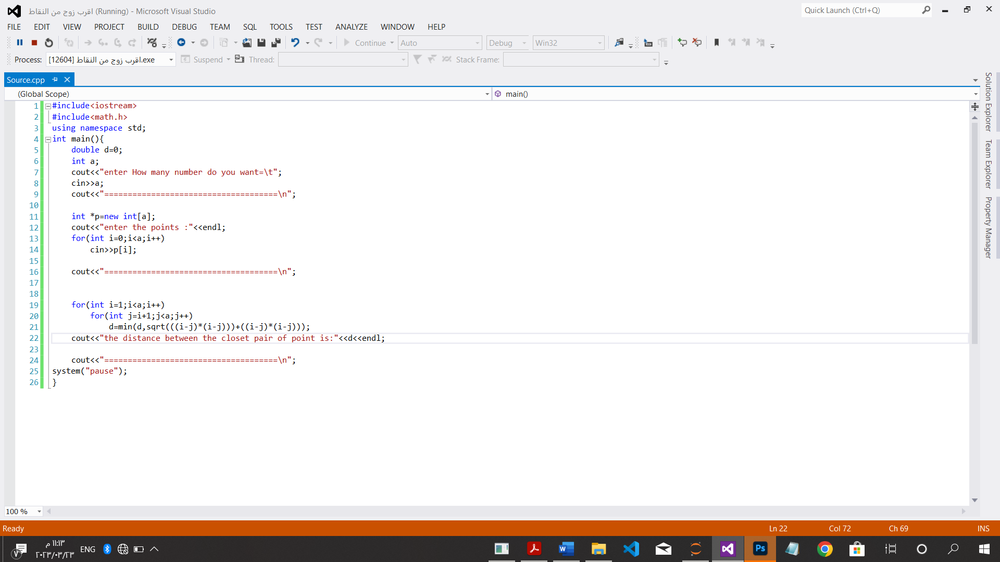 اقرب زوج من النقاط (Running) - Microsoft Visual Studio
Quick Launch (Ctrl+Q)
FILE EDIT VIEW PROJECT BUILD DEBUG TEAM SQL TOOLS TEST ANALYZE WINDOW HELP
Continue Auto Debug Win32
Process: [12604] اقرب زوج من النقاط.exe Suspend Thread: Stack Frame:
Source.cpp
(Global Scope) main()
1 #include<iostream>
2 #include<math.h>
3 using namespace std;
4 int main(){
5 double d=0;
6 int a;
7 cout<<"enter How many number do you want=\t";
8 cin>>a;
9 cout<<"=====================================\n";
10
11 int *p=new int[a];
12 cout<<"enter the points :"<<endl;
13 for(int i=0;i<a;i++)
14 cin>>p[i];
15
16 cout<<"=====================================\n";
17
18
19 for(int i=1;i<a;i++)
20 for(int j=i+1;j<a;j++)
21 d=min(d,sqrt(((i-j)*(i-j)))+((i-j)*(i-j)));
22 cout<<"the distance between the closet pair of point is:"<<d<<endl;
23
24 cout<<"=====================================\n";
25 system("pause");
26 }
Solution Explorer
Team Explorer
Property Manager
100 %
Ready Ln 22 Col 72 Ch 69 INS
١١:١٣ م
٢٠٢٣/٠٣/٢٣
ENG
٧
W
Ps